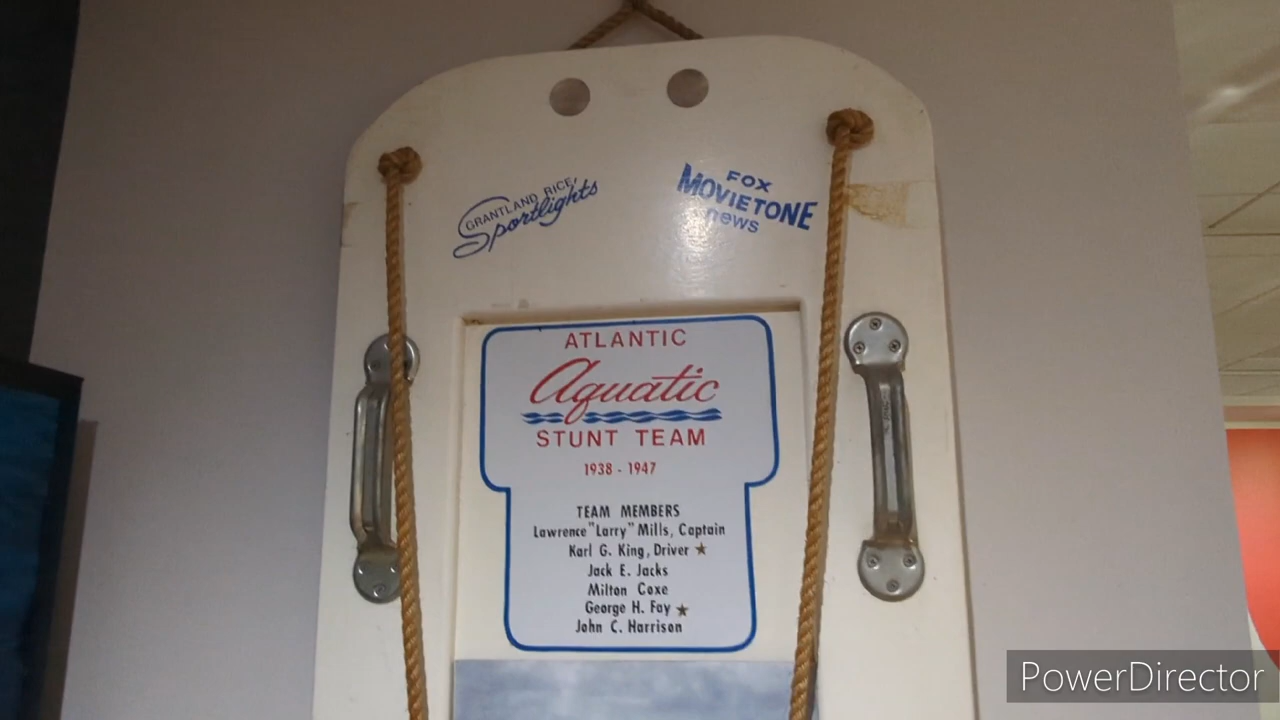 GRANTLAND RICE,
Sportlights
FOX
MOVIETONE
news
ATLANTIC
Aquatic
STUNT TEAM
1938 - 1947
TEAM MEMBERS
Lawrence "Larry" Mills, Captain
Karl G. King, Driver ★
Jack E. Jacks
Milton Coxe
George H. Foy ★
John C. Harrison
PowerDirector